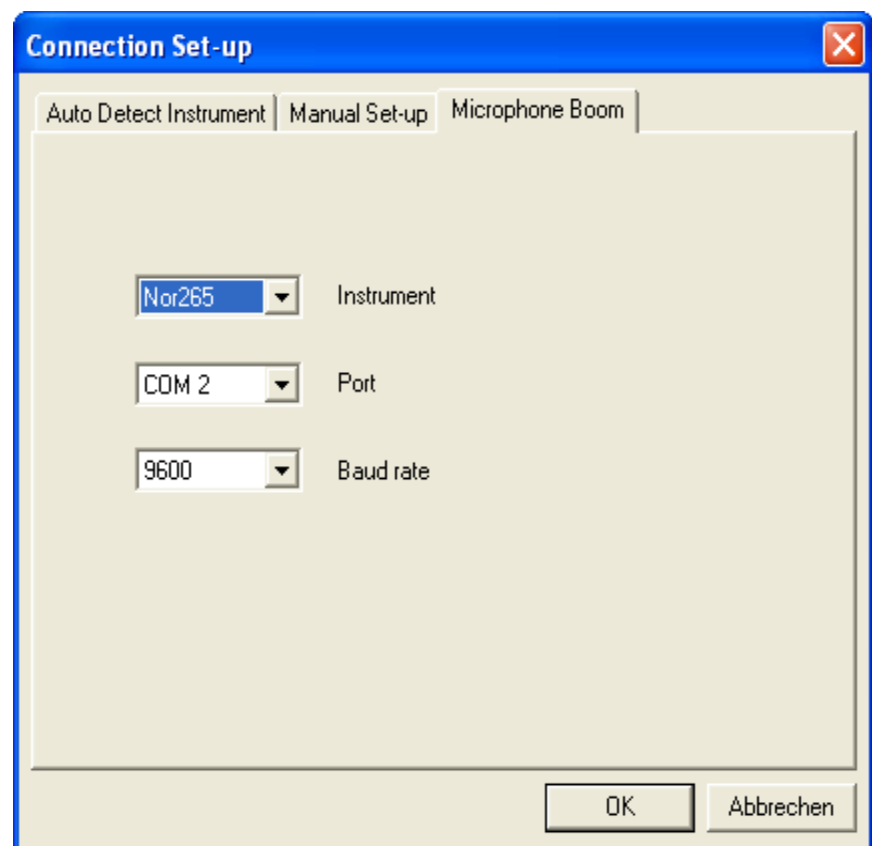 Connection Set-up
Auto Detect Instrument Manual Set-up Microphone Boom
Nor265 Instrument
COM 2 Port
9600 Baud rate
OK Abbrechen